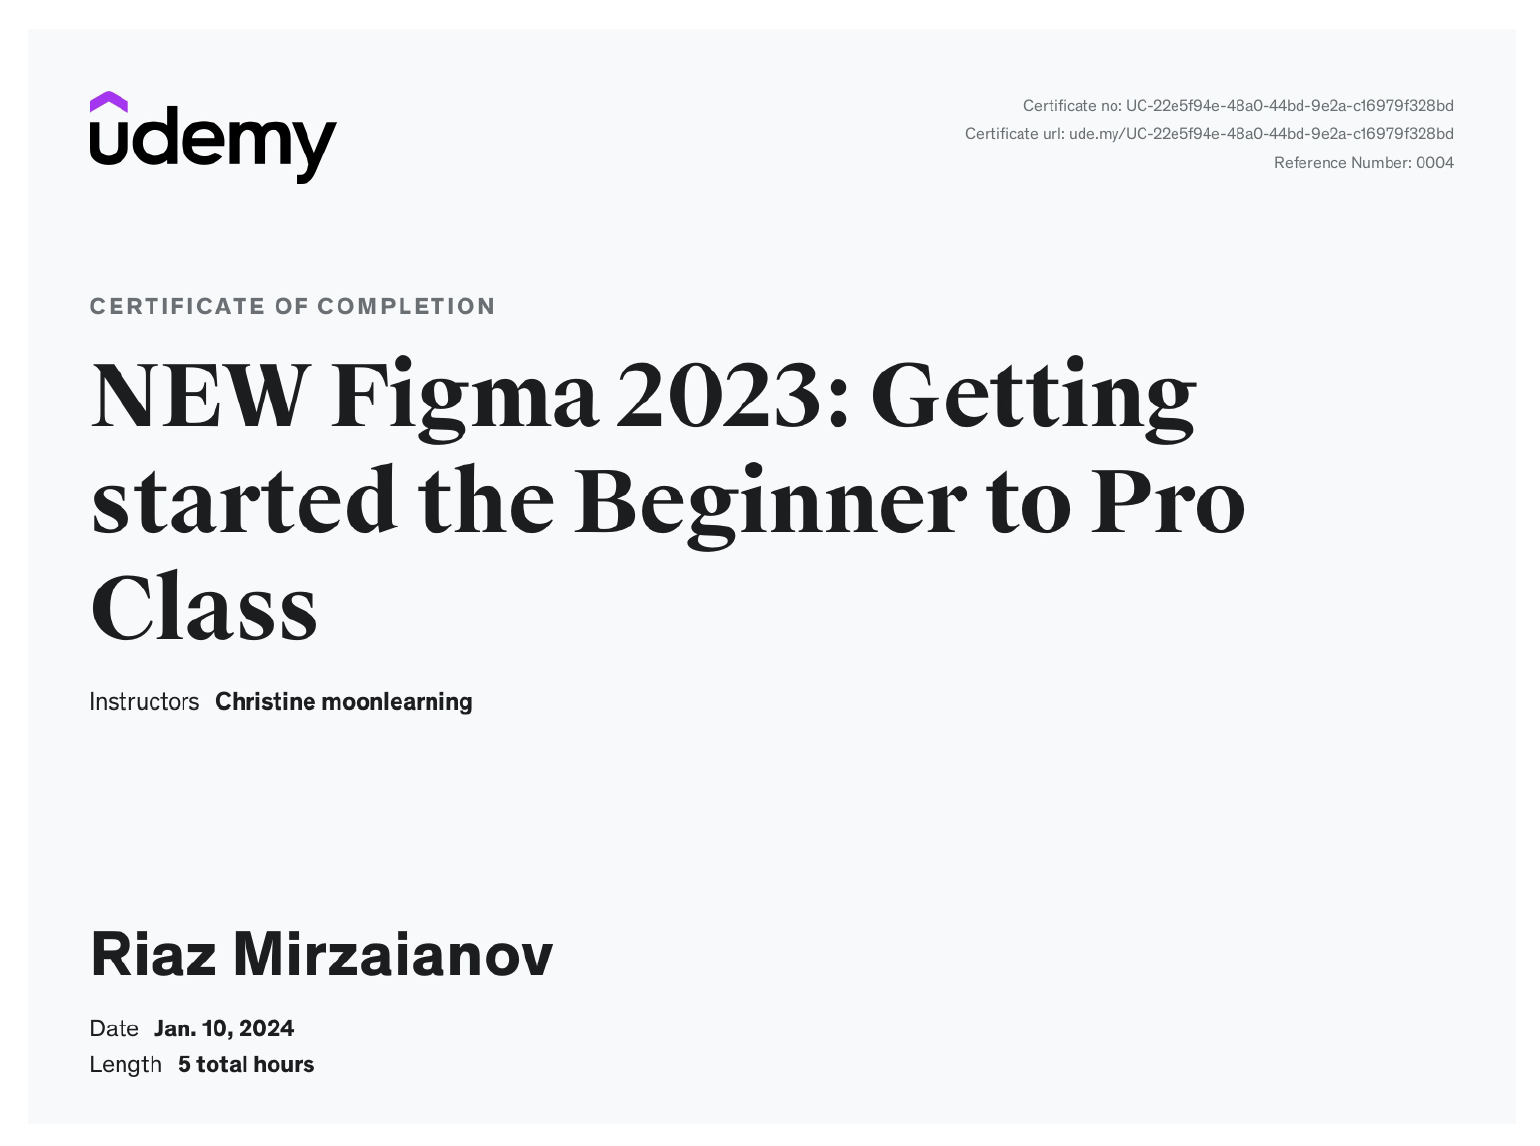 udemy
Certificate no: UC-22e5f94e-48a0-44bd-9e2a-c16979f328bd
Certificate url: ude.my/UC-22e5f94e-48a0-44bd-9e2a-c16979f328bd
Reference Number: 0004
CERTIFICATE OF COMPLETION
NEW Figma 2023: Getting
started the Beginner to Pro
Class
Instructors Christine moonlearning
Riaz Mirzaianov
Date Jan. 10, 2024
Length 5 total hours